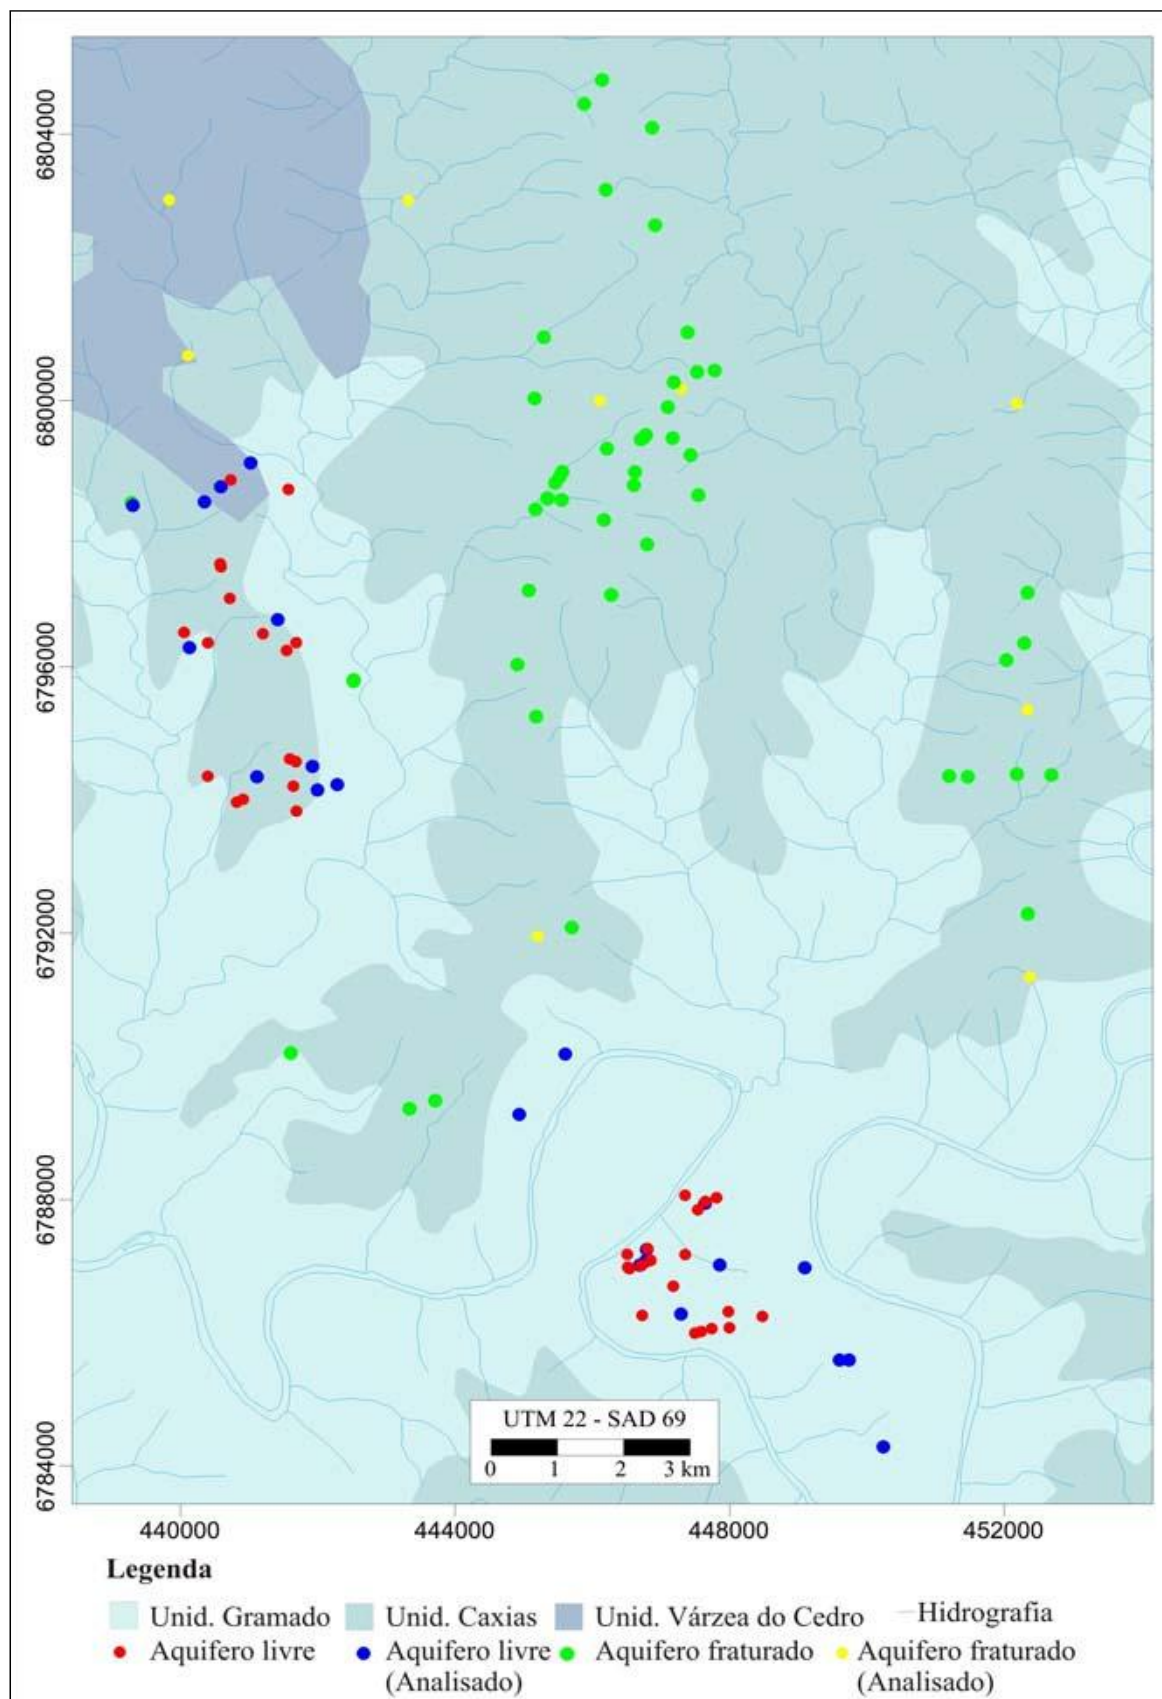 6804000
6800000
6796000
6792000
6788000
6784000
UTM 22 - SAD 69
0 1 2 3 km
440000 444000 448000 452000
Legenda
Unid. Gramado Unid. Caxias Unid. Várzea do Cedro Hidrografia
Aquifero livre Aquifero livre Aquifero fraturado Aquifero fraturado
(Analisado) (Analisado)